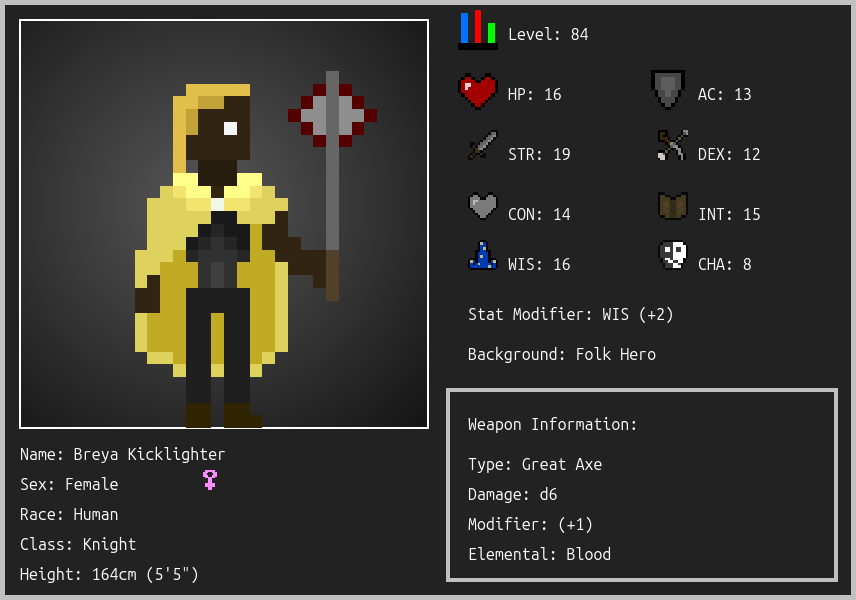 Level: 84
HP: 16
AC: 13
STR: 19
DEX: 12
CON: 14
INT: 15
WIS: 16
CHA: 8
Stat Modifier: WIS (+2)
Background: Folk Hero
Weapon Information:
Type: Great Axe
Damage: d6
Modifier: (+1)
Elemental: Blood
Name: Breya Kicklighter
Sex: Female
Race: Human
Class: Knight
Height: 164cm (5'5")